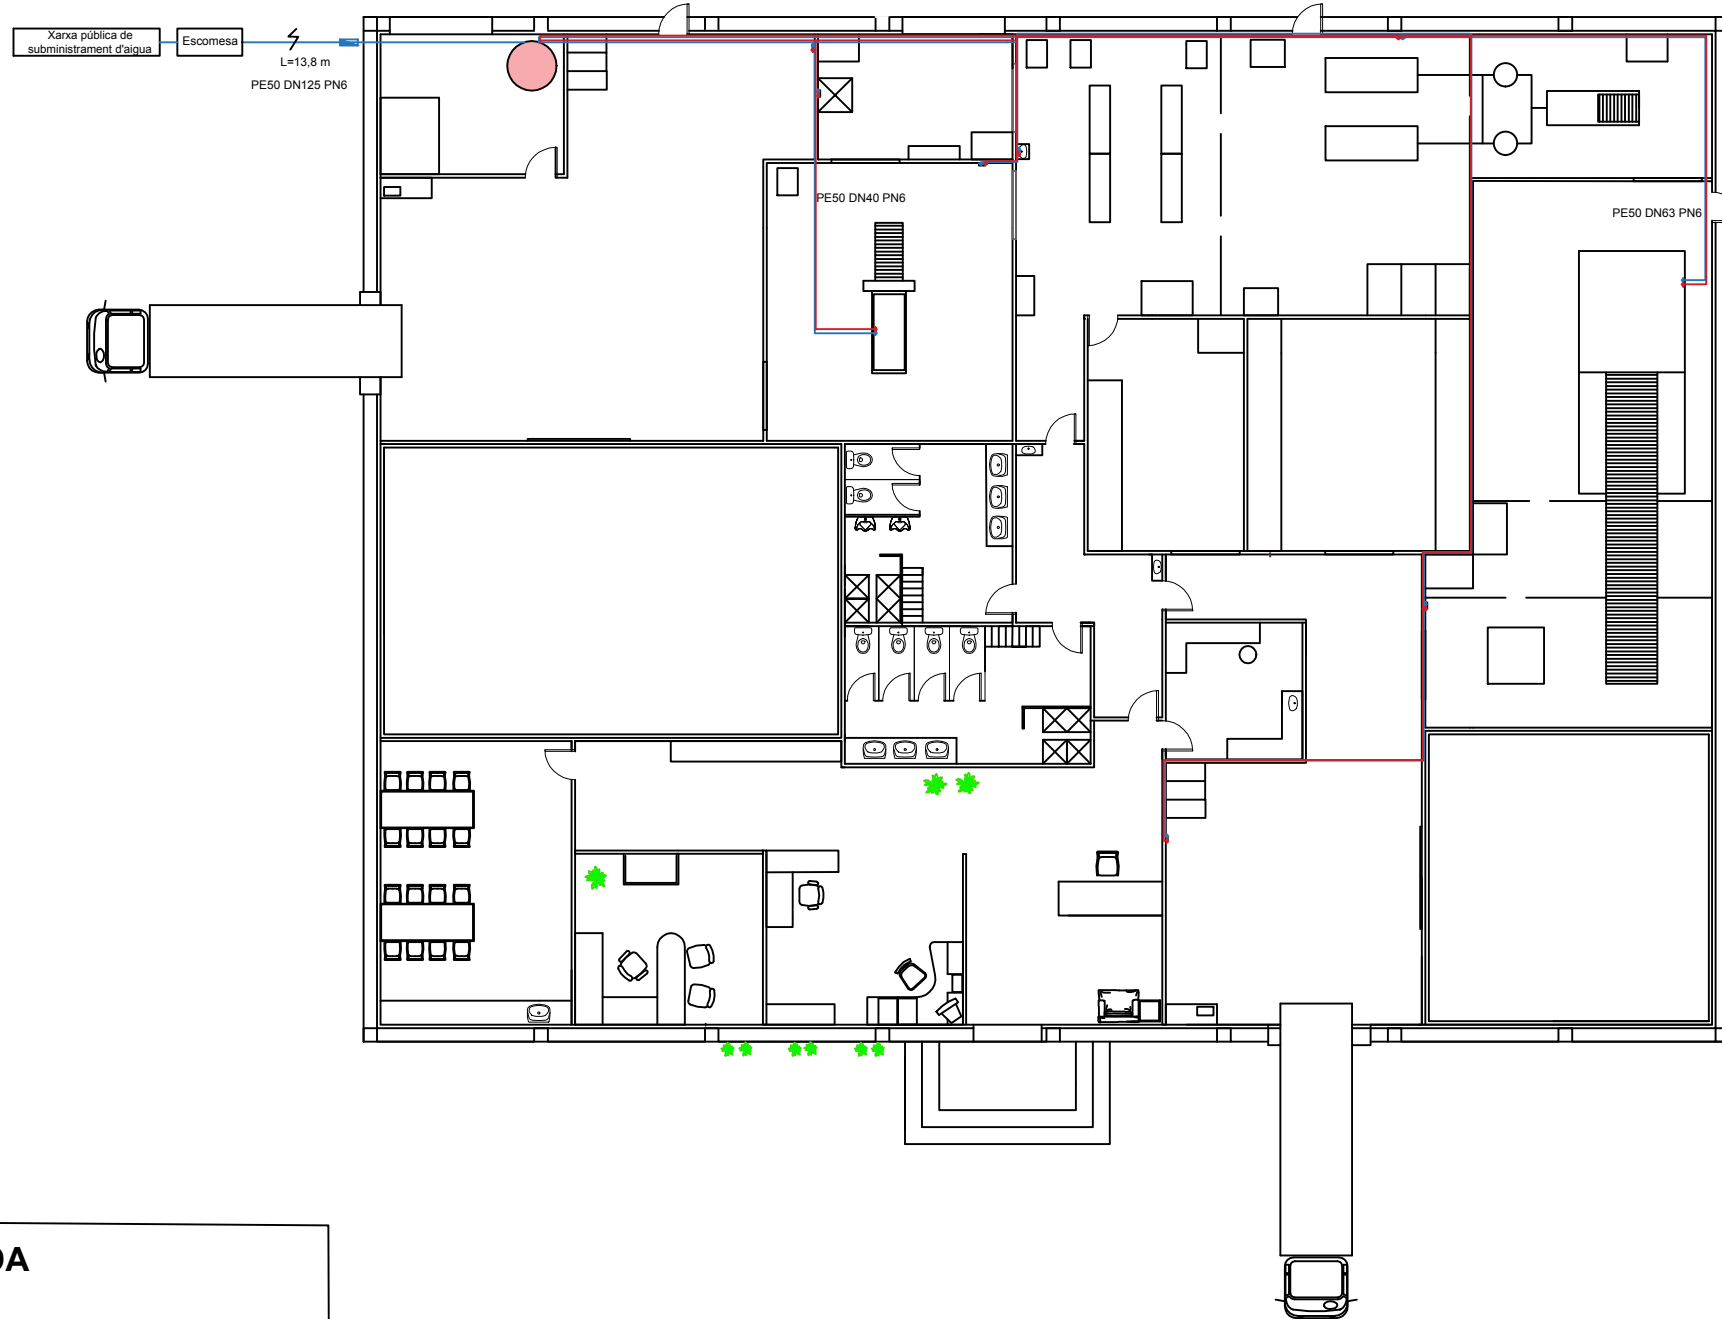 Xarxa pública de
subministrament d'aigua
Escomesa
L=13,8 m
PE50 DN125 PN6
PE50 DN40 PN6
PE50 DN63 PN6